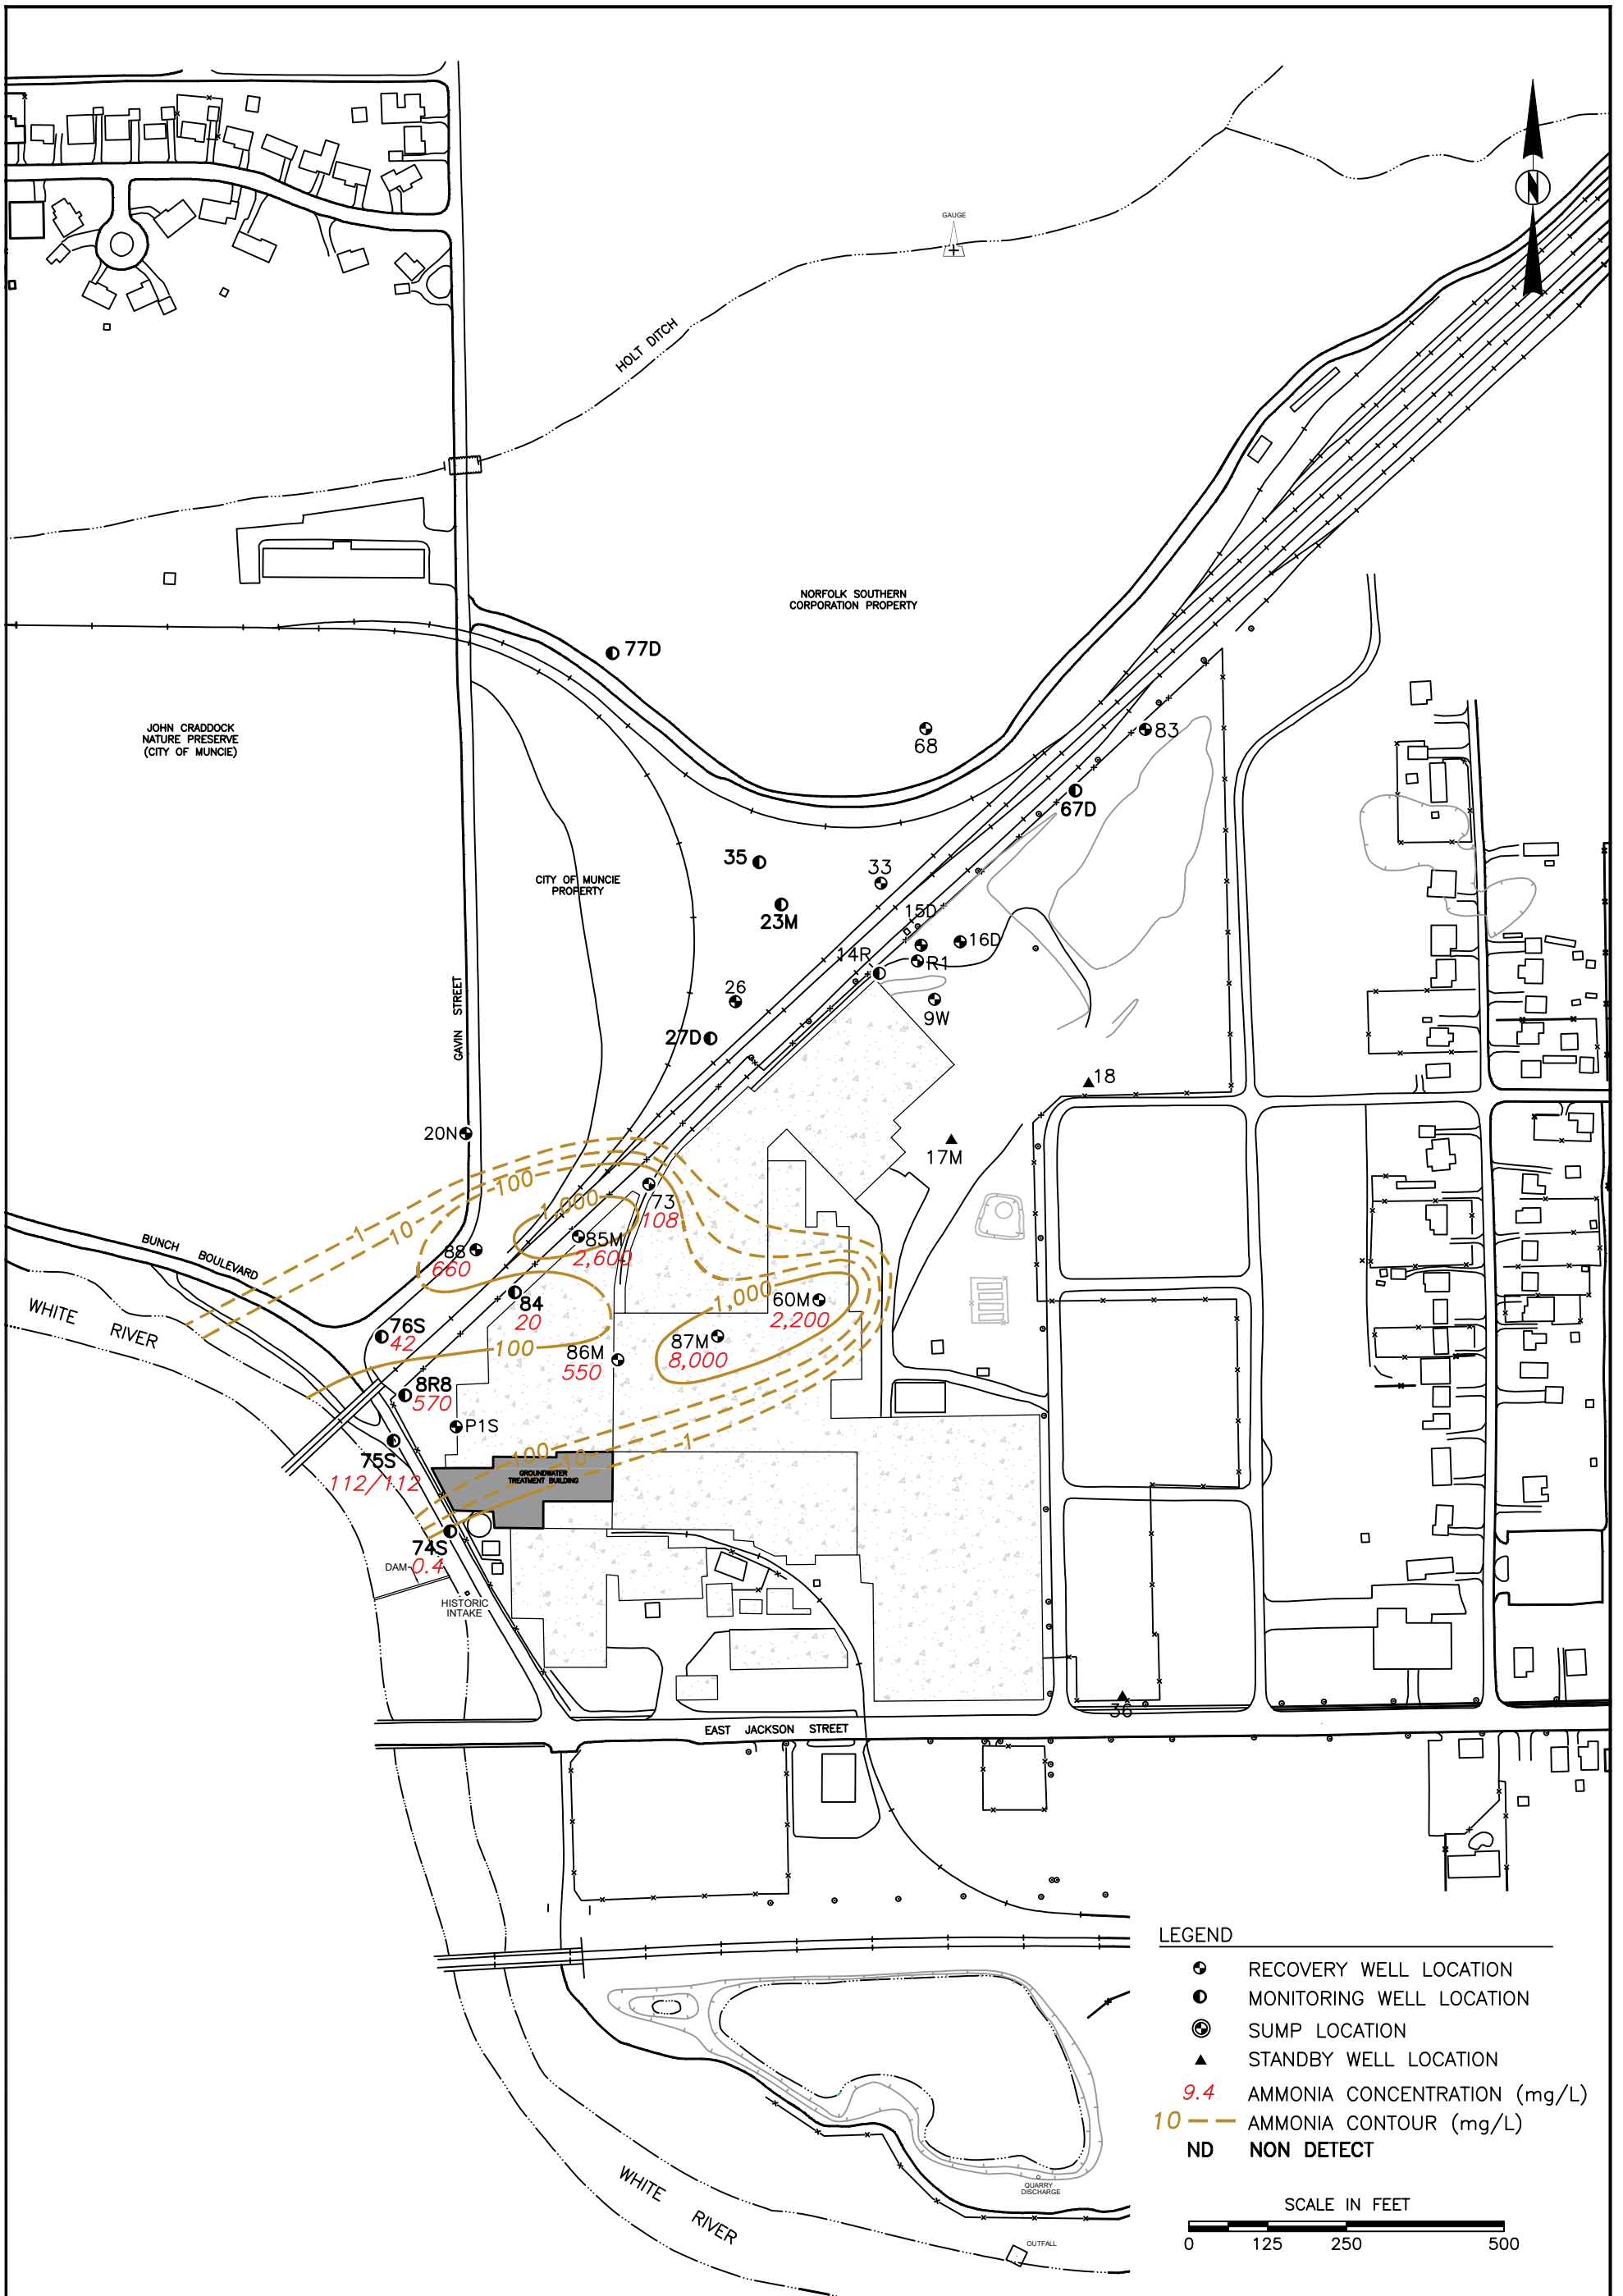 GAUGE
HOLT DITCH
NORFOLK SOUTHERN
CORPORATION PROPERTY
77D
JOHN CRADDOCK
NATURE PRESERVE
(CITY OF MUNCIE)
68
83
67D
35
33
CITY OF MUNCIE
PROPERTY
23M
15D
16D
14R
R1
26
9W
27D
GAVIN STREET
18
20N
17M
100
1
10
1,000
73
108
85M
2,600
88
660
BUNCH BOULEVARD
WHITE RIVER
84
20
1,000
60M
2,200
76S
42
100
86M
550
87M
8,000
8R8
570
P1S
75S
112/112
100
10
1
GROUNDWATER
TREATMENT BUILDING
74S
0.4
DAM
HISTORIC
INTAKE
36
EAST JACKSON STREET
LEGEND
RECOVERY WELL LOCATION
MONITORING WELL LOCATION
SUMP LOCATION
STANDBY WELL LOCATION
9.4 AMMONIA CONCENTRATION (mg/L)
10 AMMONIA CONTOUR (mg/L)
ND NON DETECT
QUARRY
DISCHARGE
WHITE RIVER
OUTFALL
SCALE IN FEET
0 125 250 500